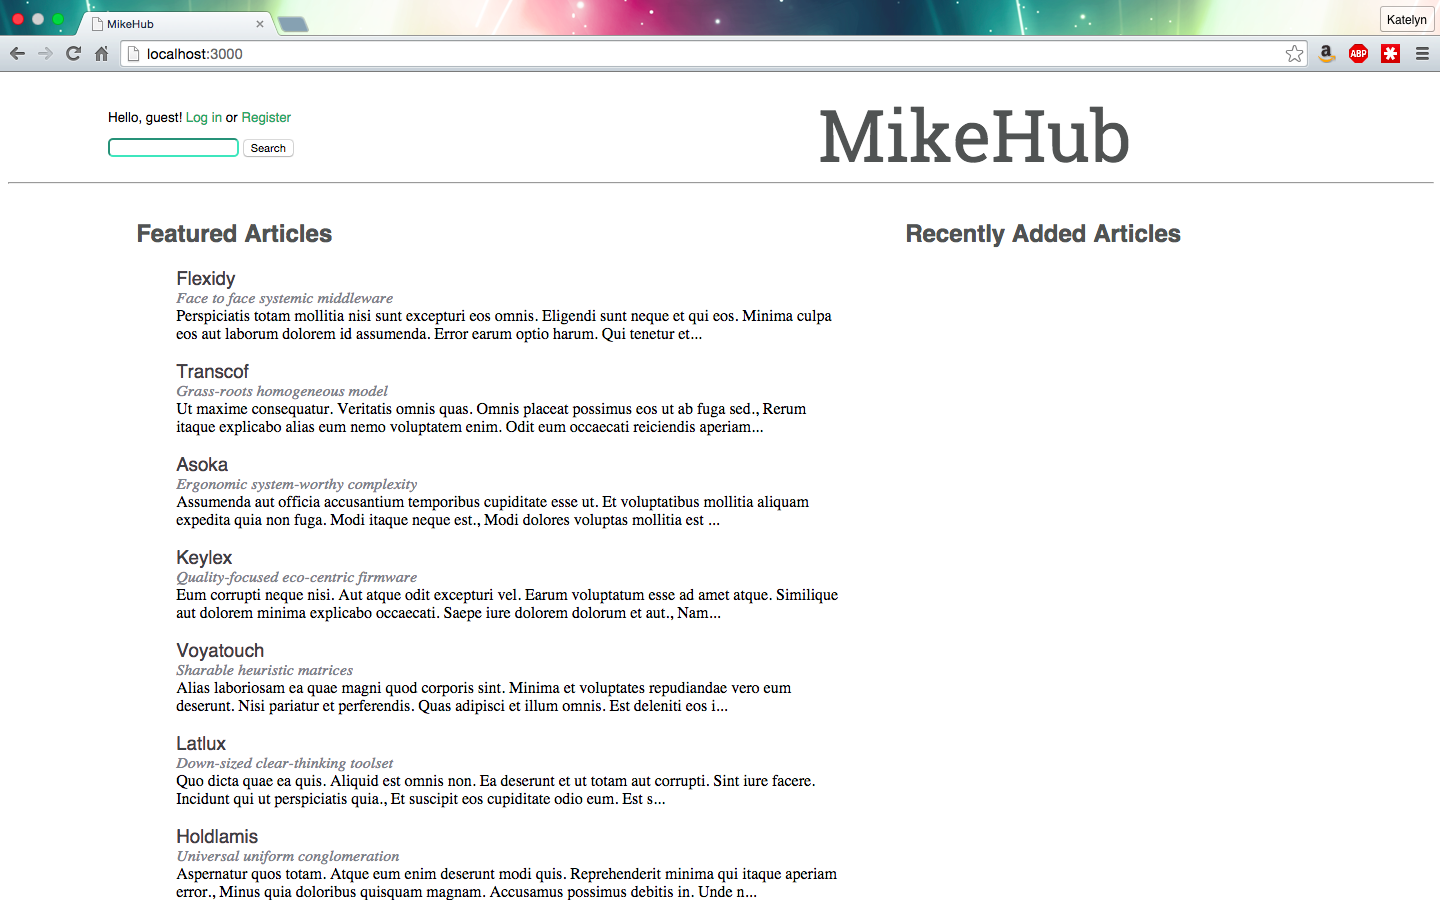 MikeHub
Katelyn
localhost:3000
ABP
Hello, guest! Log in or Register
Search
MikeHub
Featured Articles
Flexidy
Face to face systemic middleware
Perspiciatis totam mollitia nisi sunt excepturi eos omnis. Eligendi sunt neque et qui eos. Minima culpa
eos aut laborum dolorem id assumenda. Error earum optio harum. Qui tenetur et...
Transcof
Grass-roots homogeneous model
Ut maxime consequatur. Veritatis omnis quas. Omnis placeat possimus eos ut ab fuga sed., Rerum
itaque explicabo alias eum nemo voluptatem enim. Odit eum occaecati reiciendis aperiam...
Asoka
Ergonomic system-worthy complexity
Assumenda aut officia accusantium temporibus cupiditate esse ut. Et voluptatibus mollitia aliquam
expedita quia non fuga. Modi itaque neque est., Modi dolores voluptas mollitia est ...
Keylex
Quality-focused eco-centric firmware
Eum corrupti neque nisi. Aut atque odit excepturi vel. Earum voluptatum esse ad amet atque. Similique
aut dolorem minima explicabo occaecati. Saepe iure dolorem dolorum et aut., Nam...
Voyatouch
Sharable heuristic matrices
Alias laboriosam ea quae magni quod corporis sint. Minima et voluptates repudiandae vero eum
deserunt. Nisi pariatur et perferendis. Quas adipisci et illum omnis. Est deleniti eos i...
Latlux
Down-sized clear-thinking toolset
Quo dicta quae ea quis. Aliquid est omnis non. Ea deserunt et ut totam aut corrupti. Sint iure facere.
Incidunt qui ut perspiciatis quia., Et suscipit eos cupiditate odio eum. Est s...
Holdlamis
Universal uniform conglomeration
Aspernatur quos totam. Atque eum enim deserunt modi quis. Reprehenderit minima qui itaque aperiam
error., Minus quia doloribus quisquam magnam. Accusamus possimus debitis in. Unde n...
Recently Added Articles